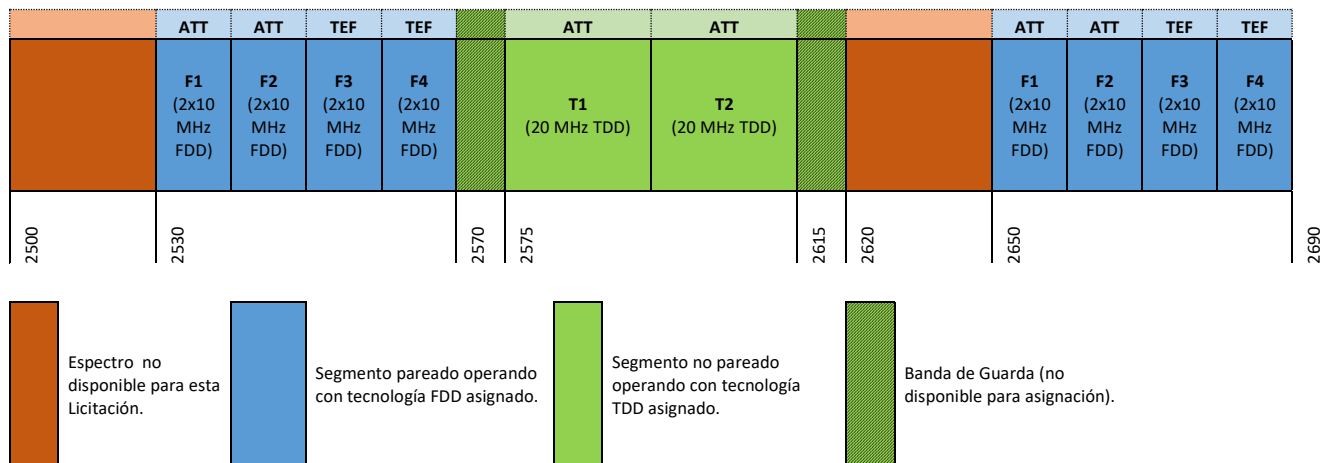 ATT ATT TEF TEF ATT ATT ATT ATT TEF TEF
F1 F2 F3 F4 T1 T2 F1 F2 F3 F4
(2x10 (2x10 (2x10 (2x10 (20 MHz TDD) (20 MHz TDD) (2x10 (2x10 (2x10 (2x10
MHz MHz MHz MHz MHz MHz MHz MHz
FDD) FDD) FDD) FDD) FDD) FDD) FDD) FDD)
2500 2530 2570 2575 2615 2620 2650 2690
Espectro no
disponible para esta
Licitación.
Segmento pareado operando
con tecnología FDD asignado.
Segmento no pareado
operando con tecnología
TDD asignado.
Banda de Guarda (no
disponible para asignación).